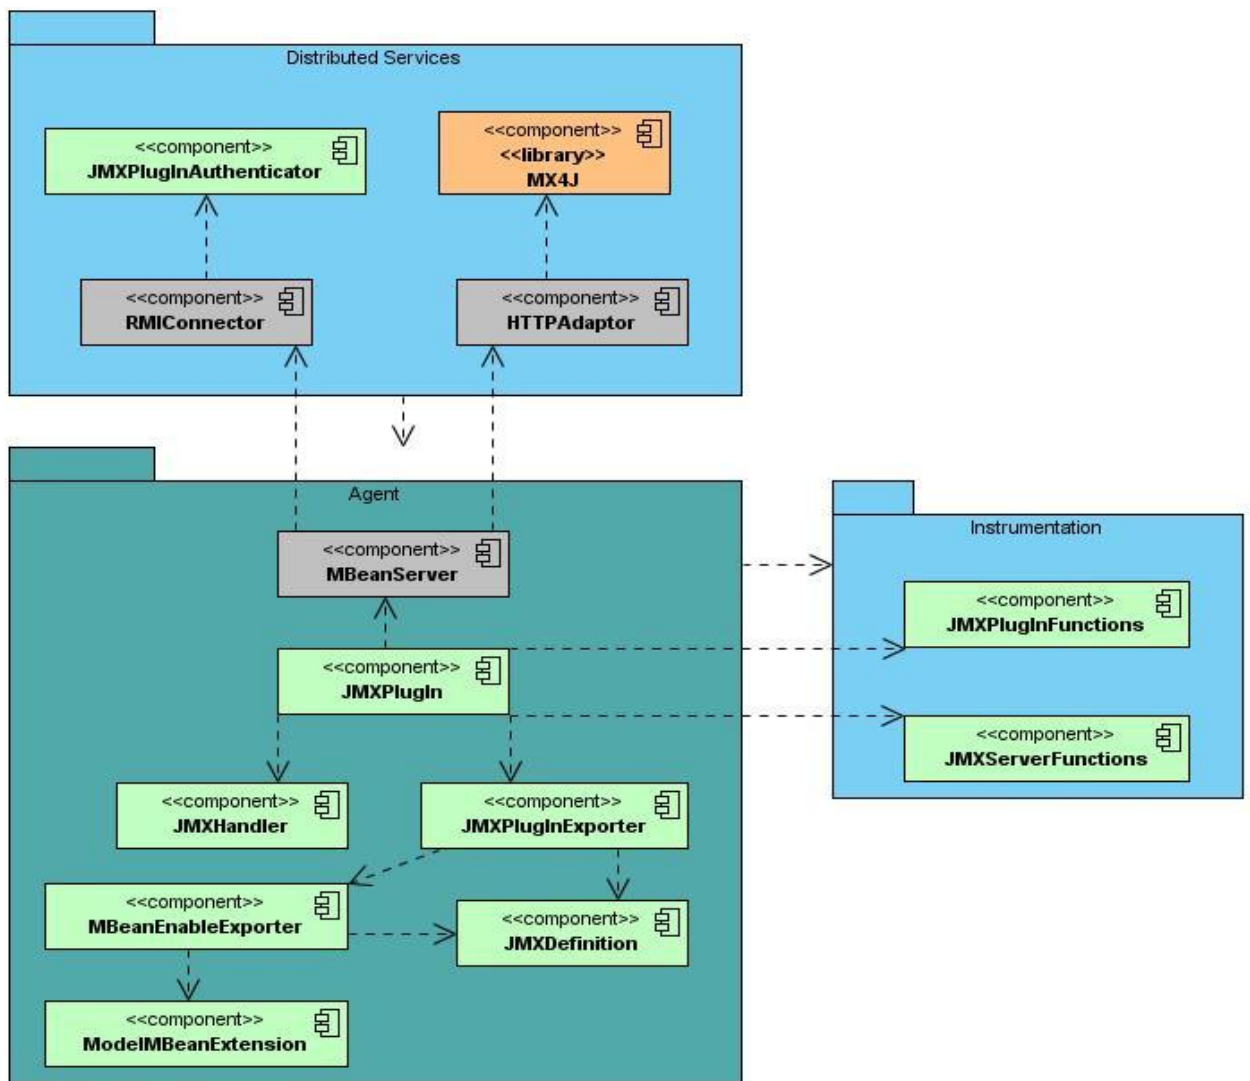 Distributed Services
<<component>>
JMXPlugInAuthenticator
<<component>>
<<library>>
MX4J
<<component>>
RMIConnector
<<component>>
HTTPAdaptor
Agent
<<component>>
MBeanServer
<<component>>
JMXPlugIn
<<component>>
JMXHandler
<<component>>
JMXPlugInExporter
<<component>>
MBeanEnableExporter
<<component>>
JMXDefinition
<<component>>
ModelMBeanExtension
Instrumentation
<<component>>
JMXPlugInFunctions
<<component>>
JMXServerFunctions